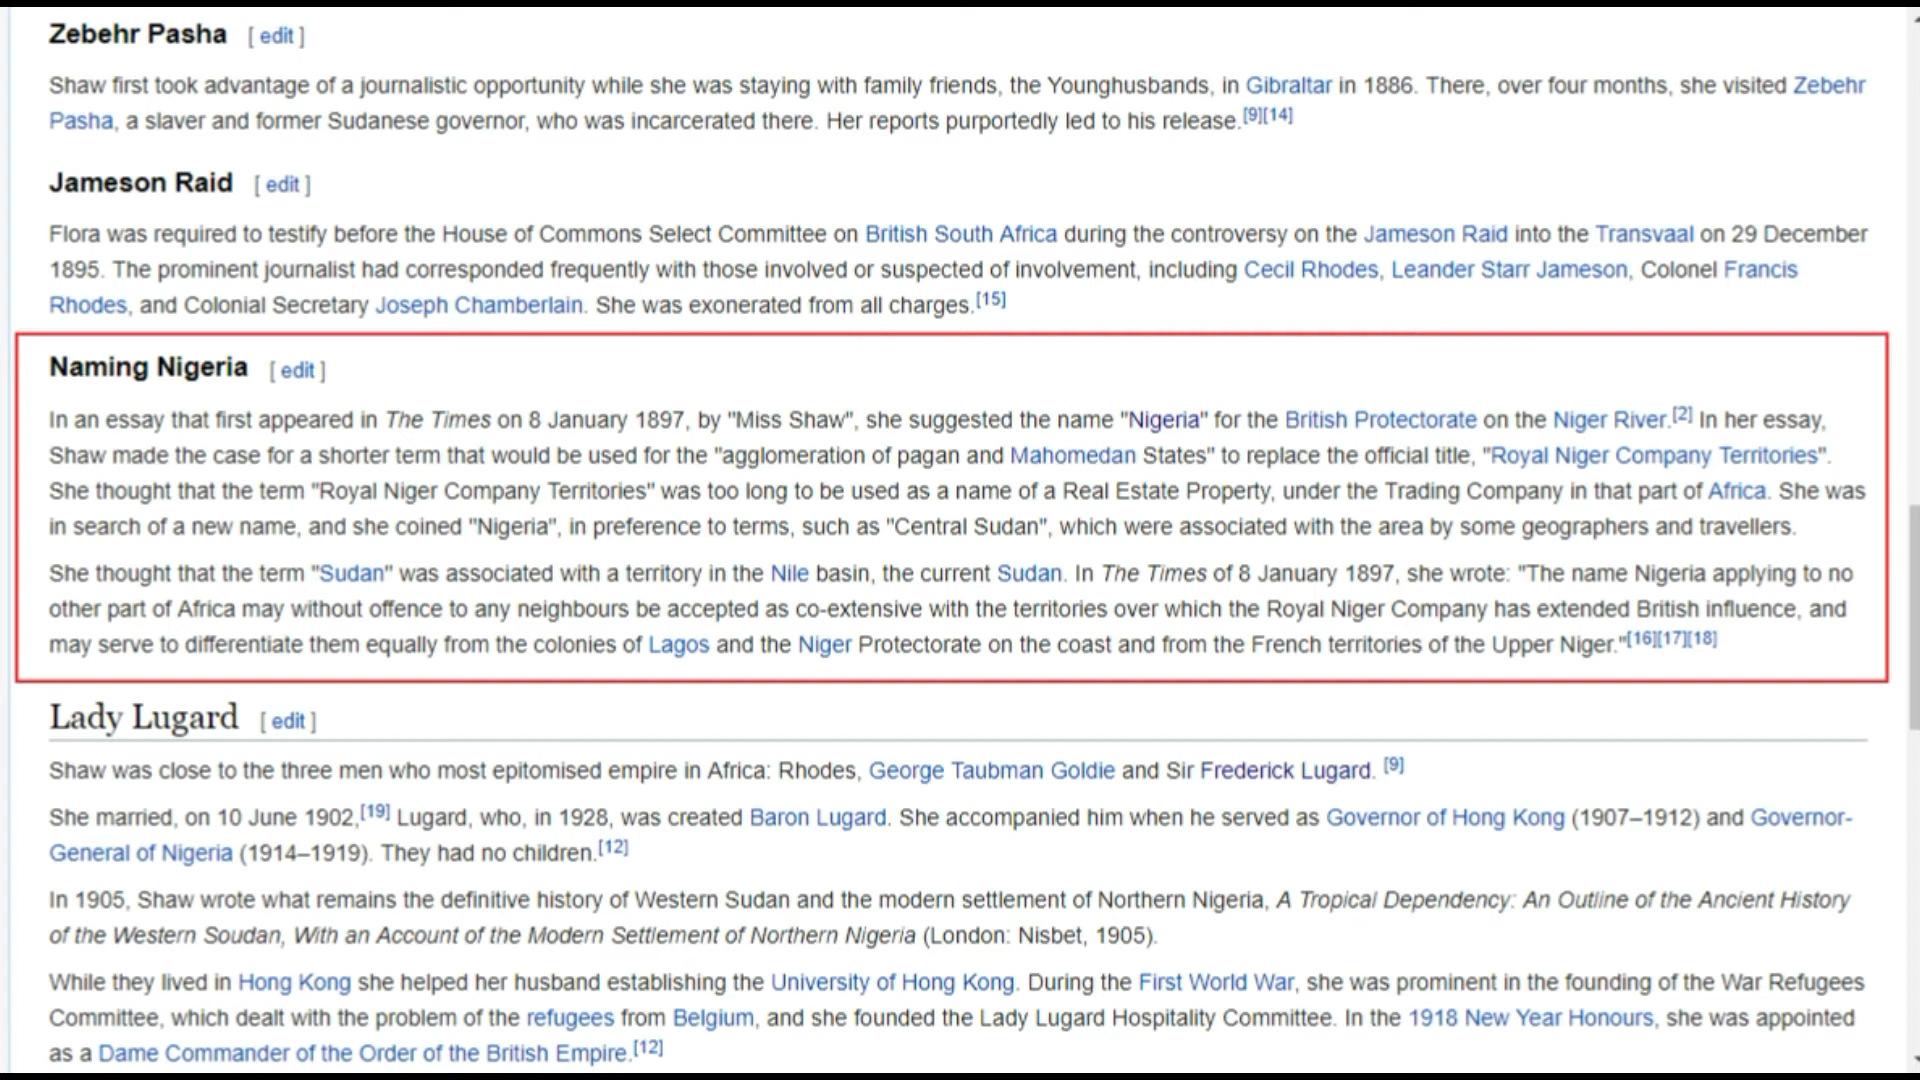 Zebehr Pasha [ edit ]
Shaw first took advantage of a journalistic opportunity while she was staying with family friends, the Younghusbands, in Gibraltar in 1886. There, over four months, she visited Zebehr
Pasha, a slaver and former Sudanese governor, who was incarcerated there. Her reports purportedly led to his release.[9][14]
Jameson Raid [ edit ]
Flora was required to testify before the House of Commons Select Committee on British South Africa during the controversy on the Jameson Raid into the Transvaal on 29 December
1895. The prominent journalist had corresponded frequently with those involved or suspected of involvement, including Cecil Rhodes, Leander Starr Jameson, Colonel Francis
Rhodes, and Colonial Secretary Joseph Chamberlain. She was exonerated from all charges.[15]
Naming Nigeria [ edit ]
In an essay that first appeared in The Times on 8 January 1897, by "Miss Shaw", she suggested the name "Nigeria" for the British Protectorate on the Niger River.[2] In her essay,
Shaw made the case for a shorter term that would be used for the "agglomeration of pagan and Mahomedan States" to replace the official title, "Royal Niger Company Territories".
She thought that the term "Royal Niger Company Territories" was too long to be used as a name of a Real Estate Property, under the Trading Company in that part of Africa. She was
in search of a new name, and she coined "Nigeria", in preference to terms, such as "Central Sudan", which were associated with the area by some geographers and travellers.
She thought that the term "Sudan" was associated with a territory in the Nile basin, the current Sudan. In The Times of 8 January 1897, she wrote: "The name Nigeria applying to no
other part of Africa may without offence to any neighbours be accepted as co-extensive with the territories over which the Royal Niger Company has extended British influence, and
may serve to differentiate them equally from the colonies of Lagos and the Niger Protectorate on the coast and from the French territories of the Upper Niger."[16][17][18]
Lady Lugard [ edit ]
Shaw was close to the three men who most epitomised empire in Africa: Rhodes, George Taubman Goldie and Sir Frederick Lugard. [9]
She married, on 10 June 1902,[19] Lugard, who, in 1928, was created Baron Lugard. She accompanied him when he served as Governor of Hong Kong (1907–1912) and Governor-
General of Nigeria (1914–1919). They had no children.[12]
In 1905, Shaw wrote what remains the definitive history of Western Sudan and the modern settlement of Northern Nigeria, A Tropical Dependency: An Outline of the Ancient History
of the Western Soudan, With an Account of the Modern Settlement of Northern Nigeria (London: Nisbet, 1905).
While they lived in Hong Kong she helped her husband establishing the University of Hong Kong. During the First World War, she was prominent in the founding of the War Refugees
Committee, which dealt with the problem of the refugees from Belgium, and she founded the Lady Lugard Hospitality Committee. In the 1918 New Year Honours, she was appointed
as a Dame Commander of the Order of the British Empire.[12]